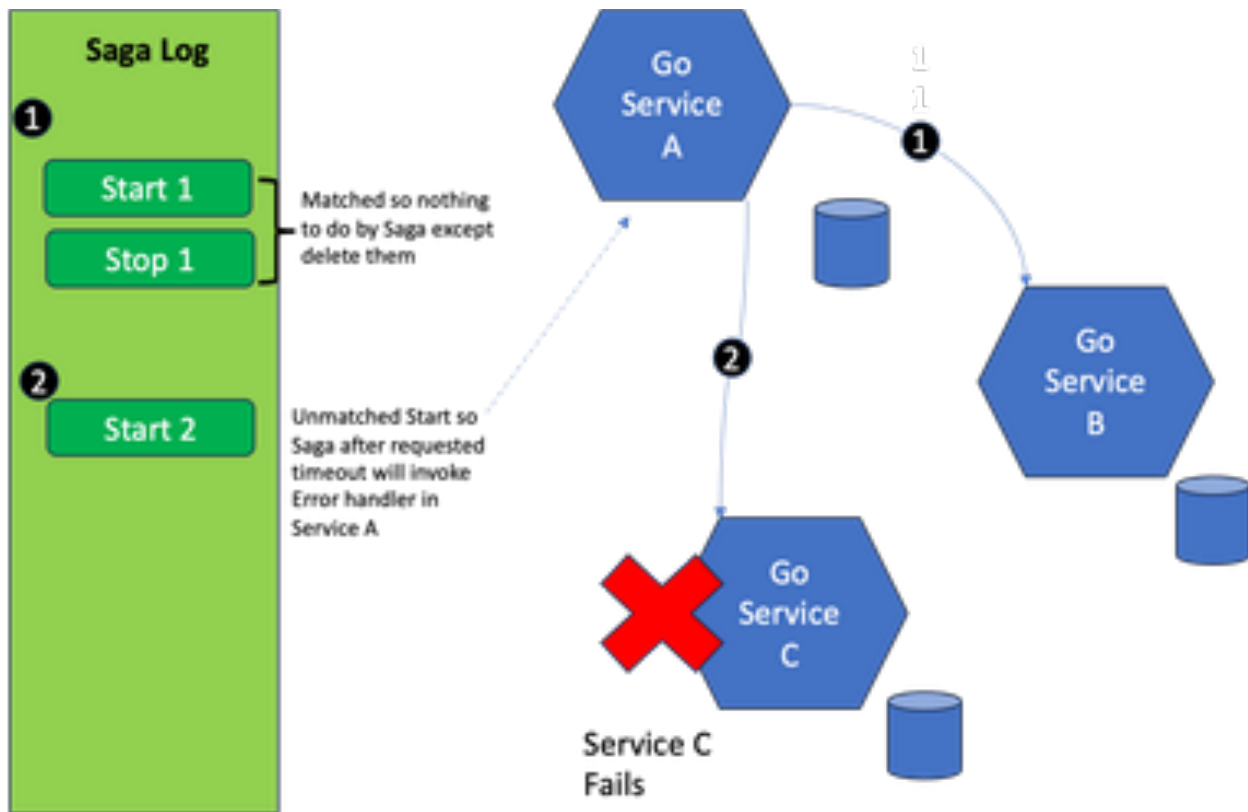 Saga Log
1
Start 1
Stop 1
Matched so nothing
to do by Saga except
delete them
2
Start 2
Unmatched Start so
Saga after requested
timeout will invoke
Error handler in
Service A
Go
Service
A
1
1
1
2
Go
Service
B
Go
Service
C
Service C
Fails